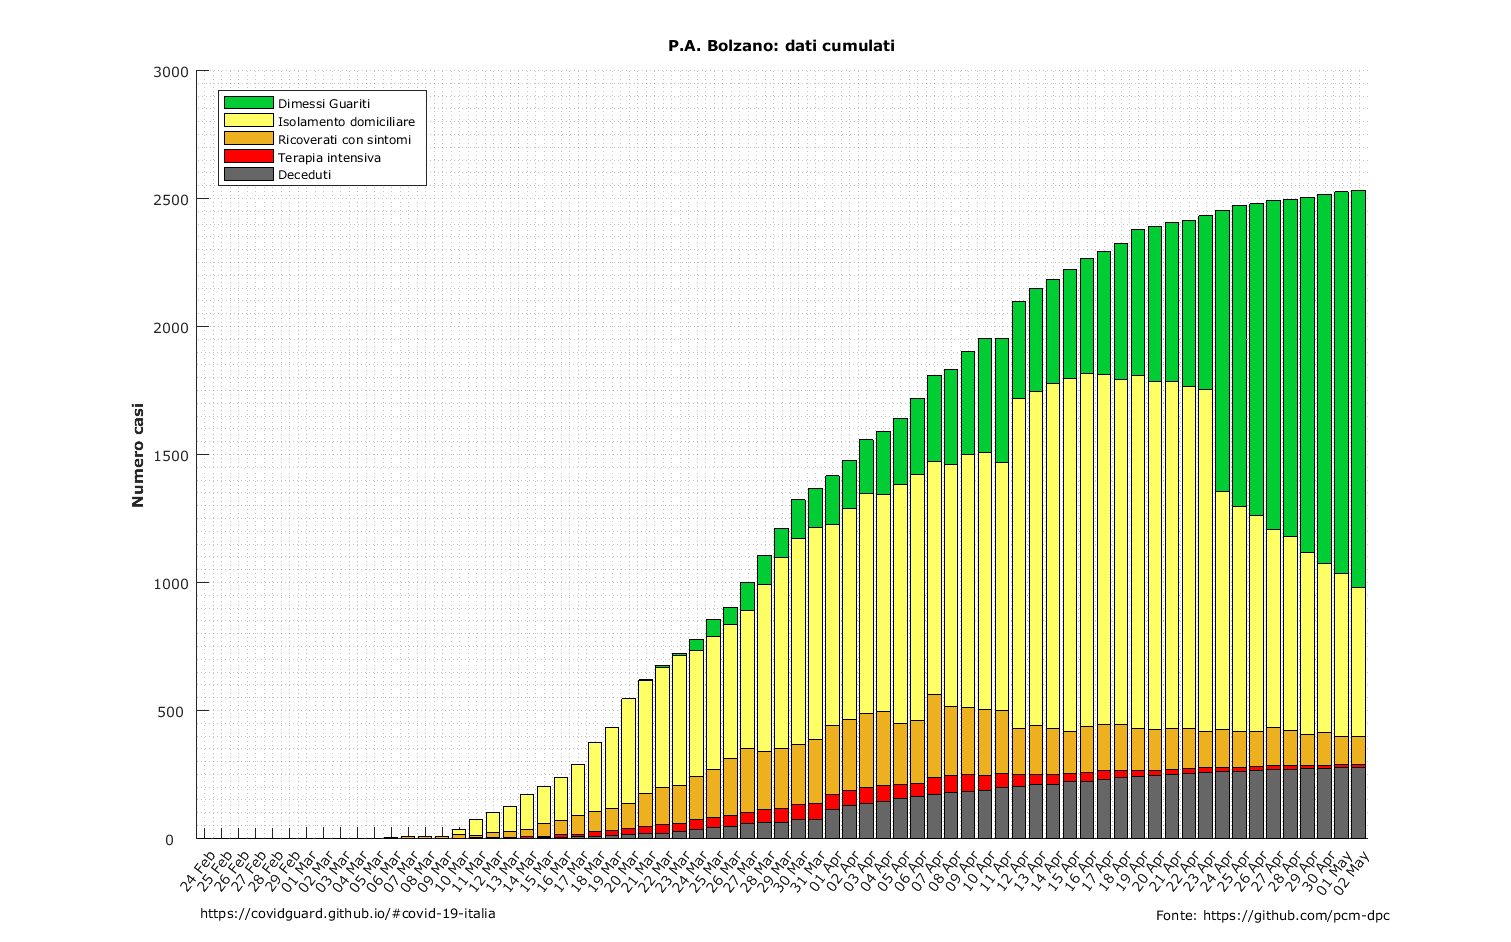 P.A. Bolzano: dati cumulati
3000
2500
2000
1500
1000
500
0
Numero casi
Dimessi Guariti
Isolamento domiciliare
Ricoverati con sintomi
Terapia intensiva
Deceduti
24 Feb
25 Feb
26 Feb
27 Feb
28 Feb
29 Feb
01 Mar
02 Mar
03 Mar
04 Mar
05 Mar
06 Mar
07 Mar
08 Mar
09 Mar
10 Mar
11 Mar
12 Mar
13 Mar
14 Mar
15 Mar
16 Mar
17 Mar
18 Mar
19 Mar
20 Mar
21 Mar
22 Mar
23 Mar
24 Mar
25 Mar
26 Mar
27 Mar
28 Mar
29 Mar
30 Mar
31 Mar
01 Apr
02 Apr
03 Apr
04 Apr
05 Apr
06 Apr
07 Apr
08 Apr
09 Apr
10 Apr
11 Apr
12 Apr
13 Apr
14 Apr
15 Apr
16 Apr
17 Apr
18 Apr
19 Apr
20 Apr
21 Apr
22 Apr
23 Apr
24 Apr
25 Apr
26 Apr
27 Apr
28 Apr
29 Apr
30 Apr
01 May
02 May
https://covidguard.github.io/#covid-19-italia
Fonte: https://github.com/pcm-dpc